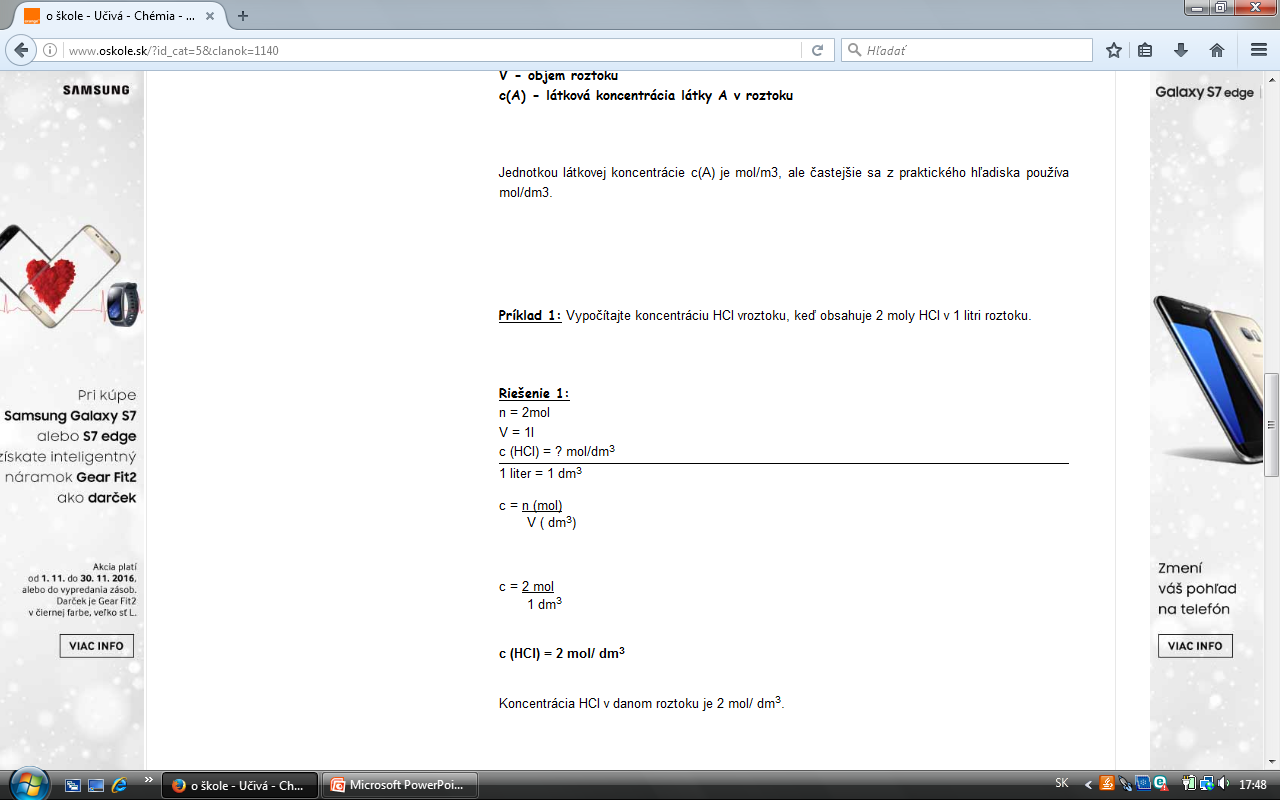 o škole - Učivá - Chémia - ...
www.oskole.sk/?id_cat=5&clanok=1140
Hľadať
SAMSUNG
Pri kúpe
Samsung Galaxy S7
alebo S7 edge
získate inteligentný
náramok Gear Fit2
ako darček
Akcia platí
od 1. 11. do 30. 11. 2016,
alebo do vypredania zásob.
Darček je Gear Fit2
v čiernej farbe, veľkosť L.
VIAC INFO
V - objem roztoku
c(A) - látková koncentrácia látky A v roztoku
Jednotkou látkovej koncentrácie c(A) je mol/m3, ale častejšie sa z praktického hľadiska používa
mol/dm3.
Príklad 1: Vypočítajte koncentráciu HCl vroztoku, keď obsahuje 2 moly HCl v 1 litri roztoku.
Riešenie 1:
n = 2mol
V = 1l
c (HCl) = ? mol/dm³
1 liter = 1 dm³
c = n (mol)
V ( dm³)
c = 2 mol
1 dm³
c (HCl) = 2 mol/ dm³
Koncentrácia HCl v danom roztoku je 2 mol/ dm³.
Galaxy S7 edge
Zmení
váš pohľad
na telefón
VIAC INFO
o škole - Učivá - Ch...
Microsoft PowerPoi...
SK
17:48